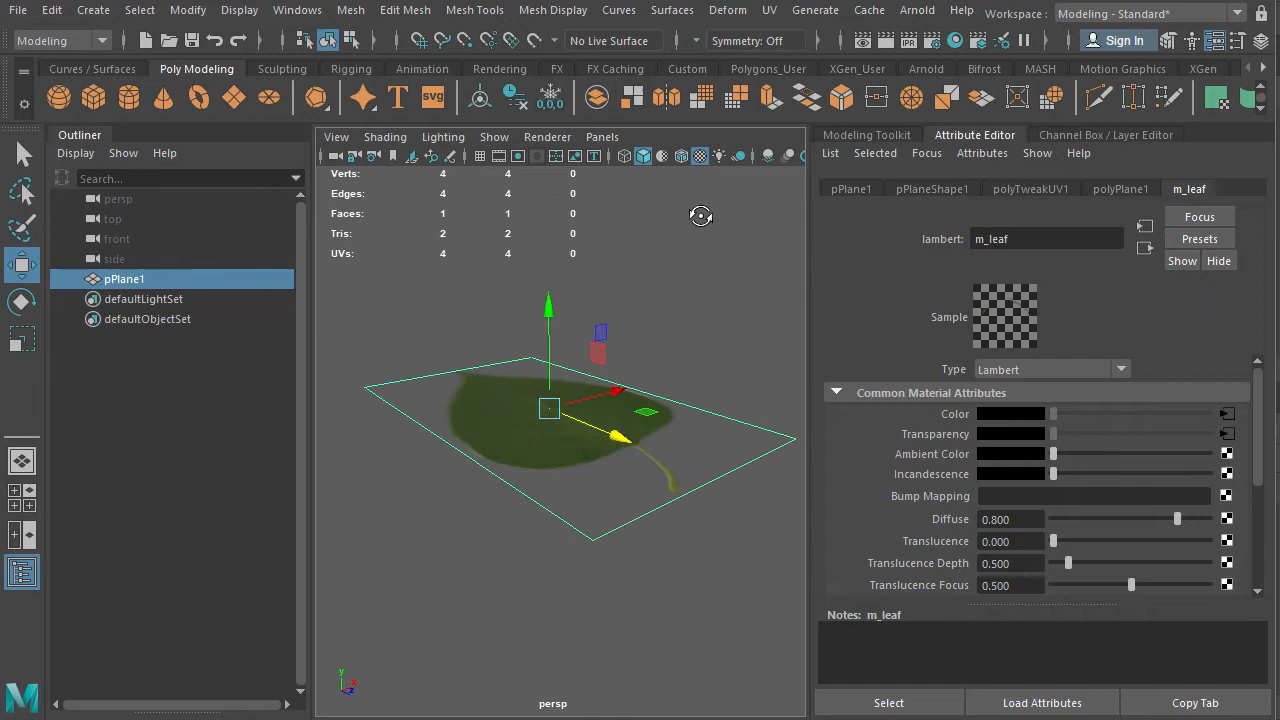 File Edit Create Select Modify Display Windows Mesh Edit Mesh Mesh Tools Mesh Display Curves Surfaces Deform UV Generate Cache Arnold Help Workspace : Modeling - Standard*
Modeling No Live Surface Symmetry: Off IPR Sign In
Curves / Surfaces Poly Modeling Sculpting Rigging Animation Rendering FX FX Caching Custom Polygons_User XGen_User Arnold Bifrost MASH Motion Graphics XGen
T SVG 0,0,0
Outliner
Display Show Help
Search...
persp
top
front
side
pPlane1
defaultLightSet
defaultObjectSet
View Shading Lighting Show Renderer Panels
Verts: 4 4 0
Edges: 4 4 0
Faces: 1 1 0
Tris: 2 2 0
UVs: 4 4 0
y
x
z
persp
Modeling Toolkit Attribute Editor Channel Box / Layer Editor
List Selected Focus Attributes Show Help
pPlane1 pPlaneShape1 polyTweakUV1 polyPlane1 m_leaf
Focus
lambert: m_leaf
Presets
Show Hide
Sample
Type Lambert
Common Material Attributes
Color
Transparency
Ambient Color
Incandescence
Bump Mapping
Diffuse 0.800
Translucence 0.000
Translucence Depth 0.500
Translucence Focus 0.500
Notes: m_leaf
Select Load Attributes Copy Tab